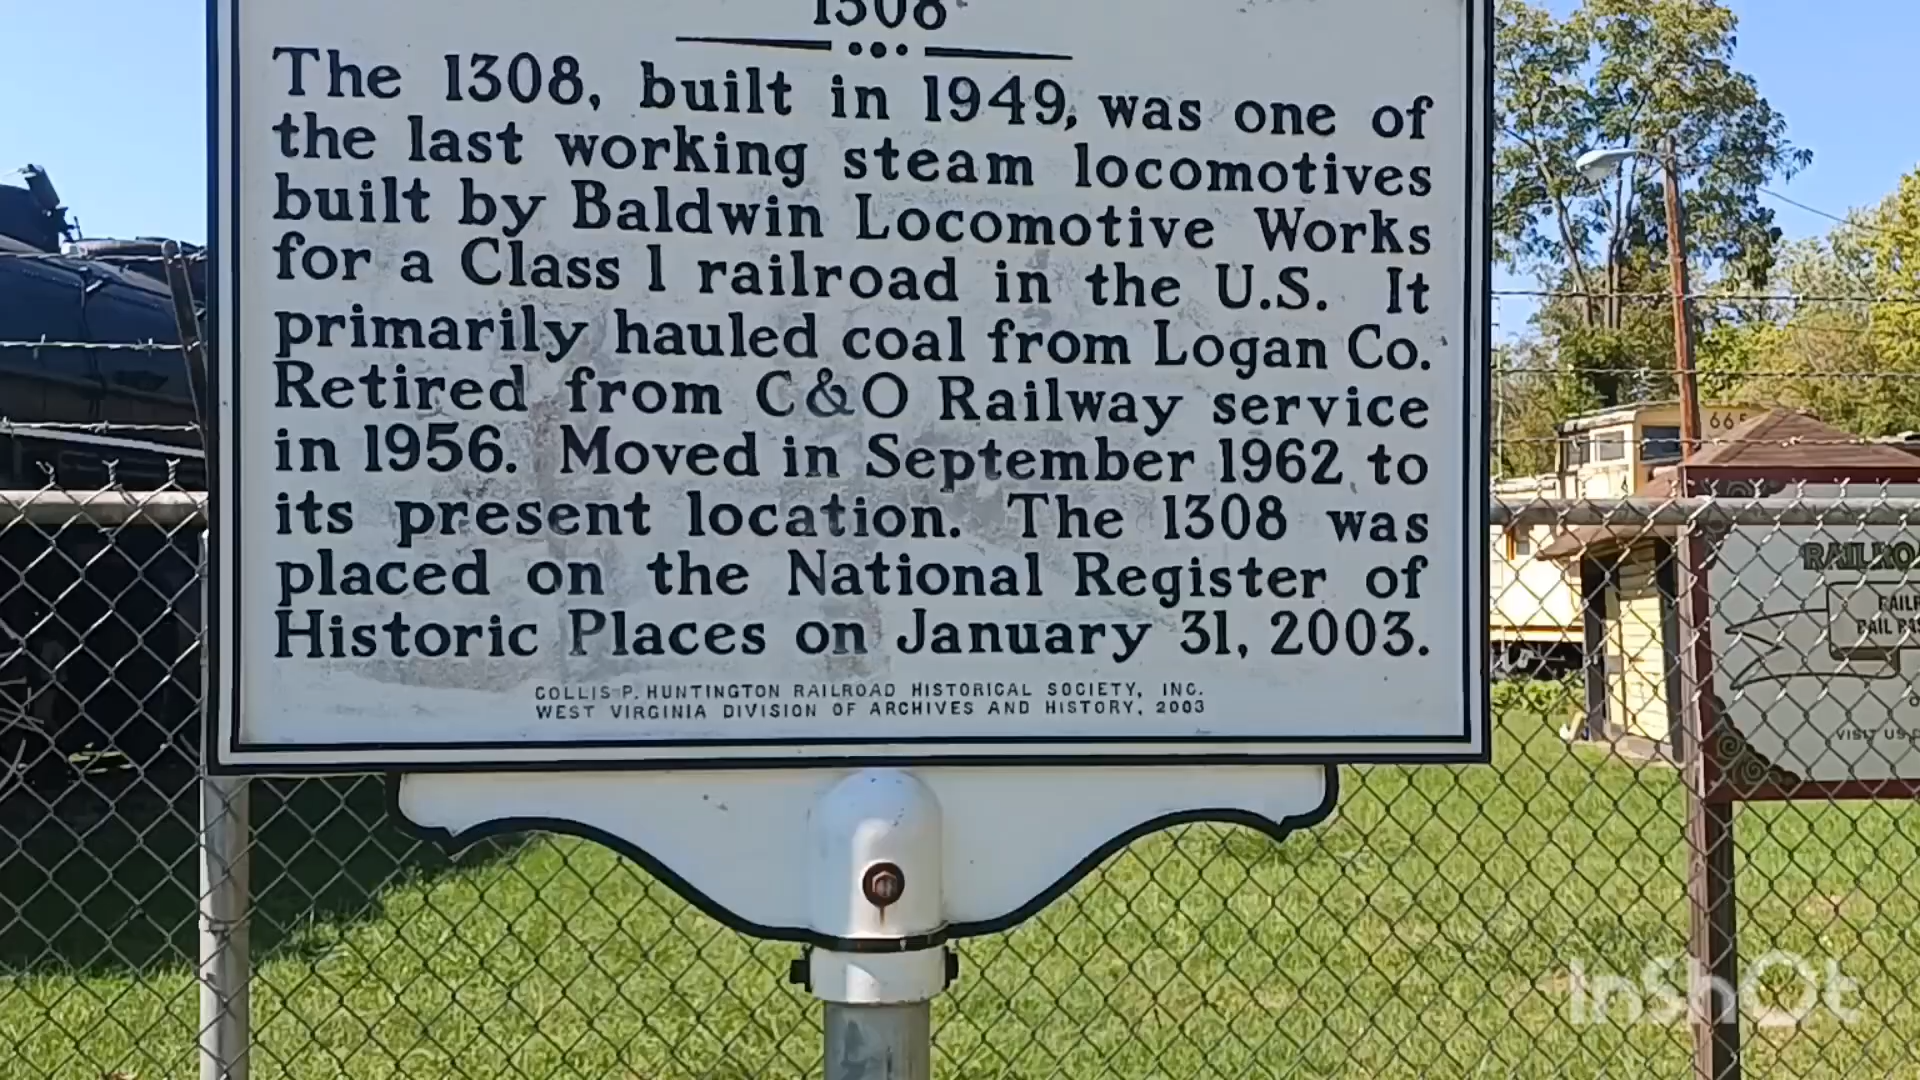 1308
The 1308, built in 1949, was one of
the last working steam locomotives
built by Baldwin Locomotive Works
for a Class 1 railroad in the U.S. It
primarily hauled coal from Logan Co.
Retired from C&O Railway service
in 1956. Moved in September 1962 to
its present location. The 1308 was
placed on the National Register of
Historic Places on January 31, 2003.
COLLIS P. HUNTINGTON RAILROAD HISTORICAL SOCIETY, INC.
WEST VIRGINIA DIVISION OF ARCHIVES AND HISTORY, 2003
665
VISIT US
InShOt